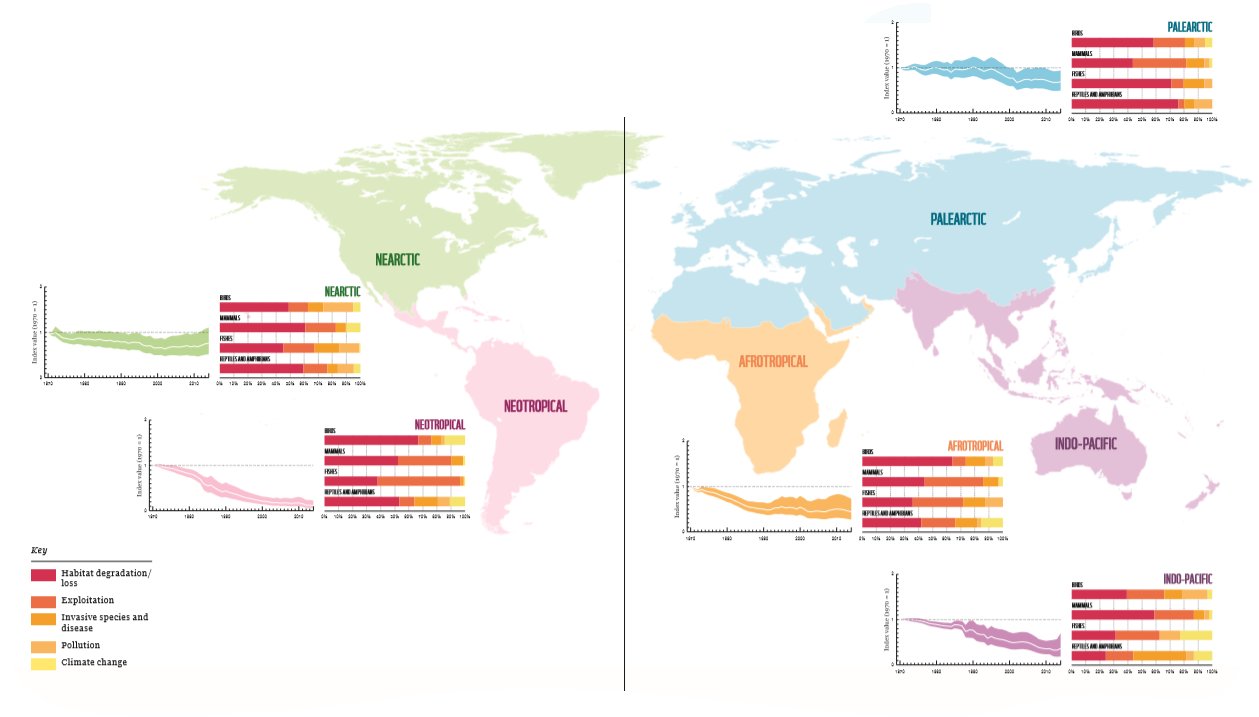 PALEARCTIC
Index value (1970 = 1)
2
1
0
1970 1980 1990 2000 2010
BIRDS
MAMMALS
FISHES
REPTILES AND AMPHIBIANS
0% 10% 20% 30% 40% 50% 60% 70% 80% 90% 100%
PALEARCTIC
NEARCTIC
NEARCTIC
Index value (1970 = 1)
2
1
0
1970 1980 1990 2000 2010
BIRDS
MAMMALS
FISHES
REPTILES AND AMPHIBIANS
0% 10% 20% 30% 40% 50% 60% 70% 80% 90% 100%
AFROTROPICAL
NEOTROPICAL
NEOTROPICAL
Index value (1970 = 1)
2
1
0
1970 1980 1990 2000 2010
BIRDS
MAMMALS
FISHES
REPTILES AND AMPHIBIANS
0% 10% 20% 30% 40% 50% 60% 70% 80% 90% 100%
INDO-PACIFIC
AFROTROPICAL
Index value (1970 = 1)
2
1
0
1970 1980 1990 2000 2010
BIRDS
MAMMALS
FISHES
REPTILES AND AMPHIBIANS
0% 10% 20% 30% 40% 50% 60% 70% 80% 90% 100%
Key
Habitat degradation/
loss
Exploitation
Invasive species and
disease
Pollution
Climate change
INDO-PACIFIC
Index value (1970 = 1)
2
1
0
1970 1980 1990 2000 2010
BIRDS
MAMMALS
FISHES
REPTILES AND AMPHIBIANS
0% 10% 20% 30% 40% 50% 60% 70% 80% 90% 100%